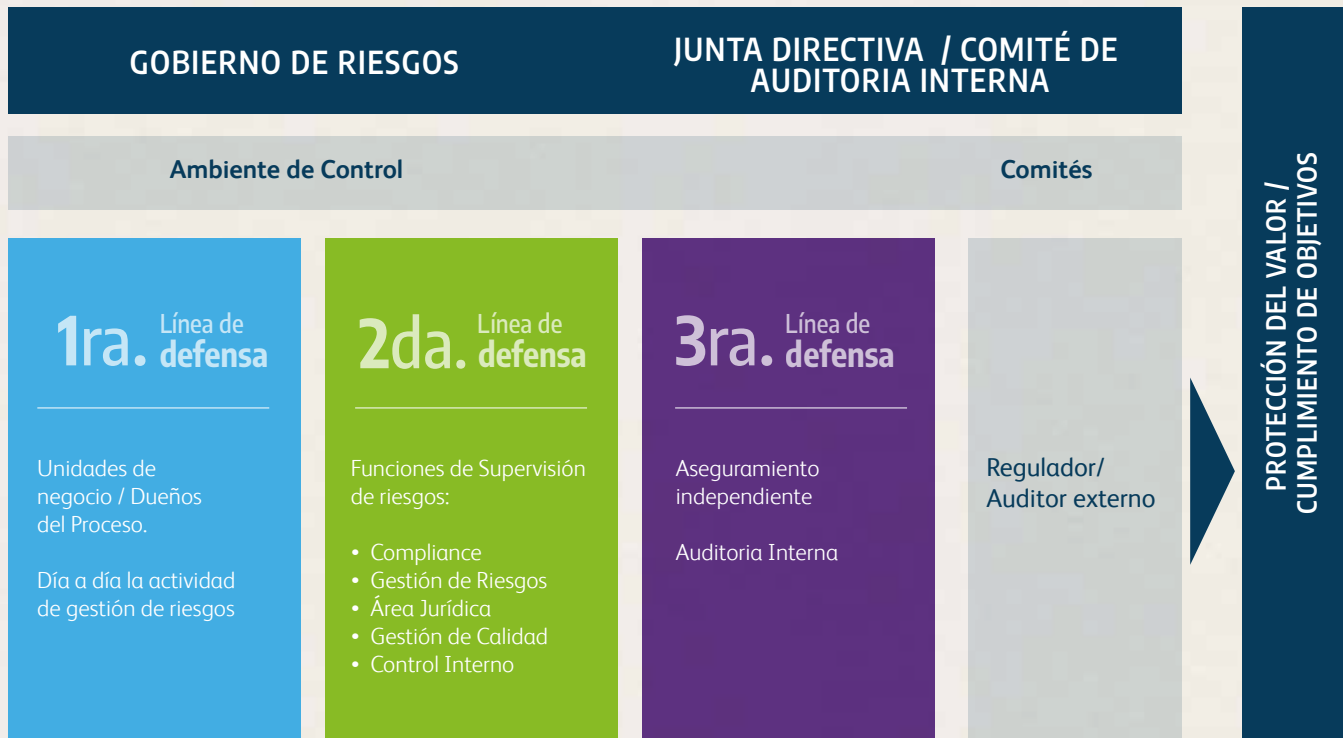 GOBIERNO DE RIESGOS
JUNTA DIRECTIVA / COMITÉ DE
AUDITORIA INTERNA
Ambiente de Control
Comités
1ra. Línea de
defensa
Unidades de
negocio / Dueños
del Proceso.
Día a día la actividad
de gestión de riesgos
2da. Línea de
defensa
Funciones de Supervisión
de riesgos:
• Compliance
• Gestión de Riesgos
• Área Jurídica
• Gestión de Calidad
• Control Interno
3ra. Línea de
defensa
Aseguramiento
independiente
Auditoria Interna
Regulador/
Auditor externo
PROTECCIÓN DEL VALOR /
CUMPLIMIENTO DE OBJETIVOS